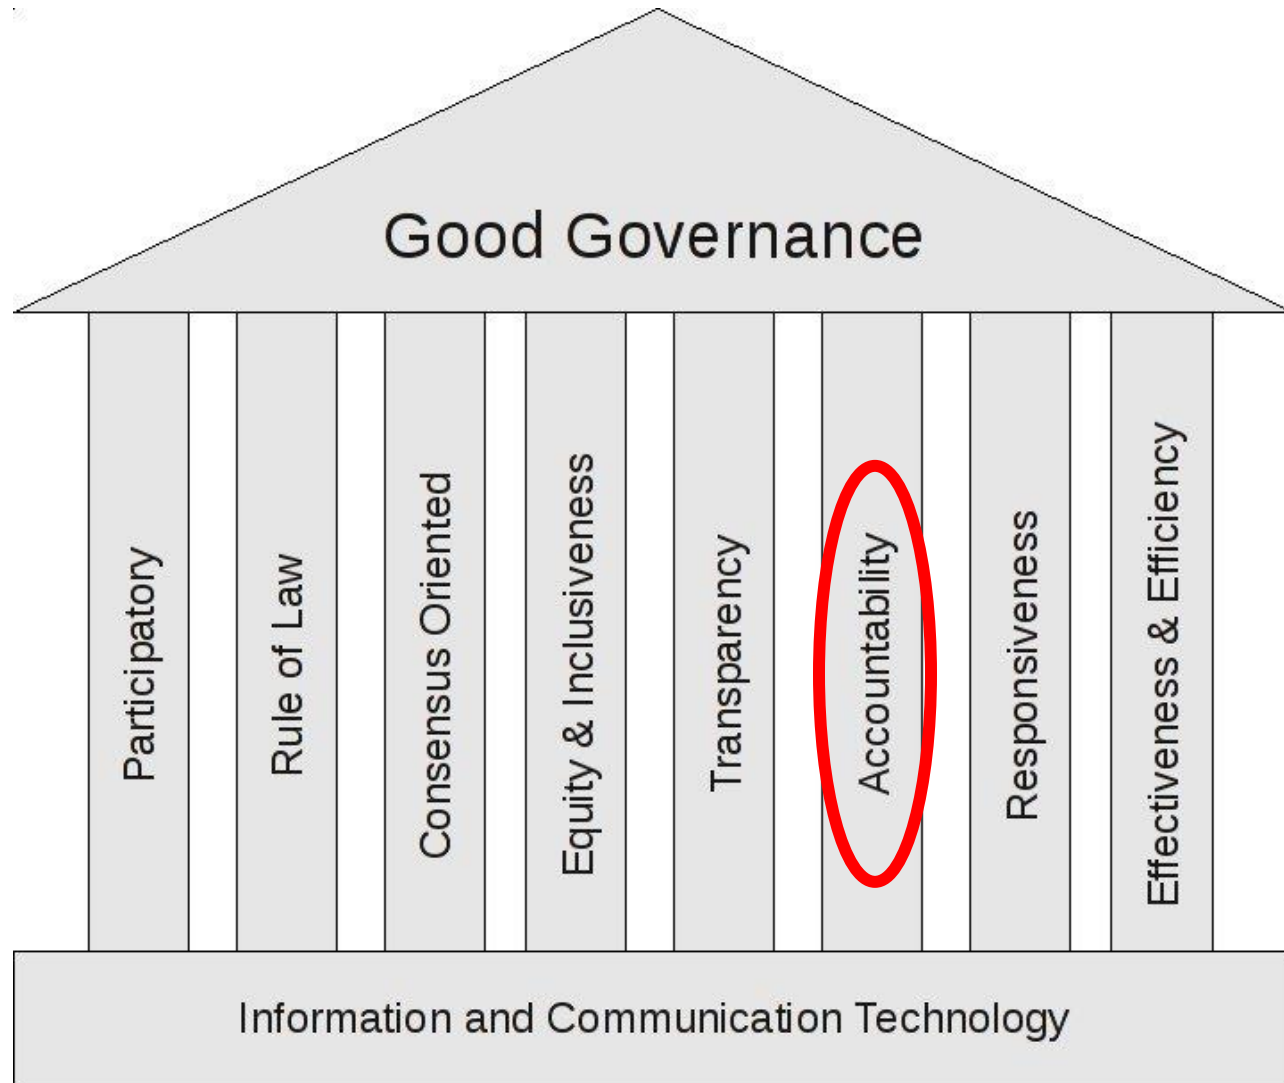 Good Governance
Participatory
Rule of Law
Consensus Oriented
Equity & Inclusiveness
Transparency
Accountability
Responsiveness
Effectiveness & Efficiency
Information and Communication Technology